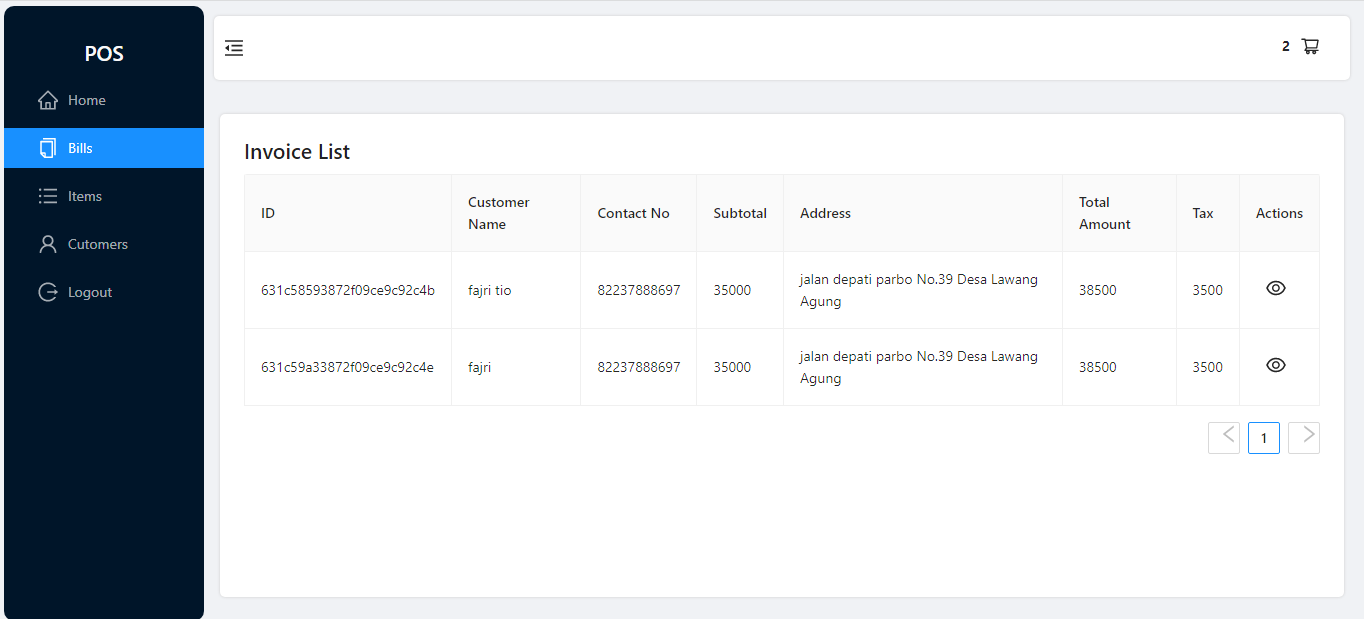 POS
Home
Bills
Items
Cutomers
Logout
2
Invoice List
ID
Customer
Name
Contact No
Subtotal
Address
Total
Amount
Tax
Actions
631c58593872f09ce9c92c4b
fajri tio
82237888697
35000
jalan depati parbo No.39 Desa Lawang
Agung
38500
3500
631c59a33872f09ce9c92c4e
fajri
82237888697
35000
jalan depati parbo No.39 Desa Lawang
Agung
38500
3500
1